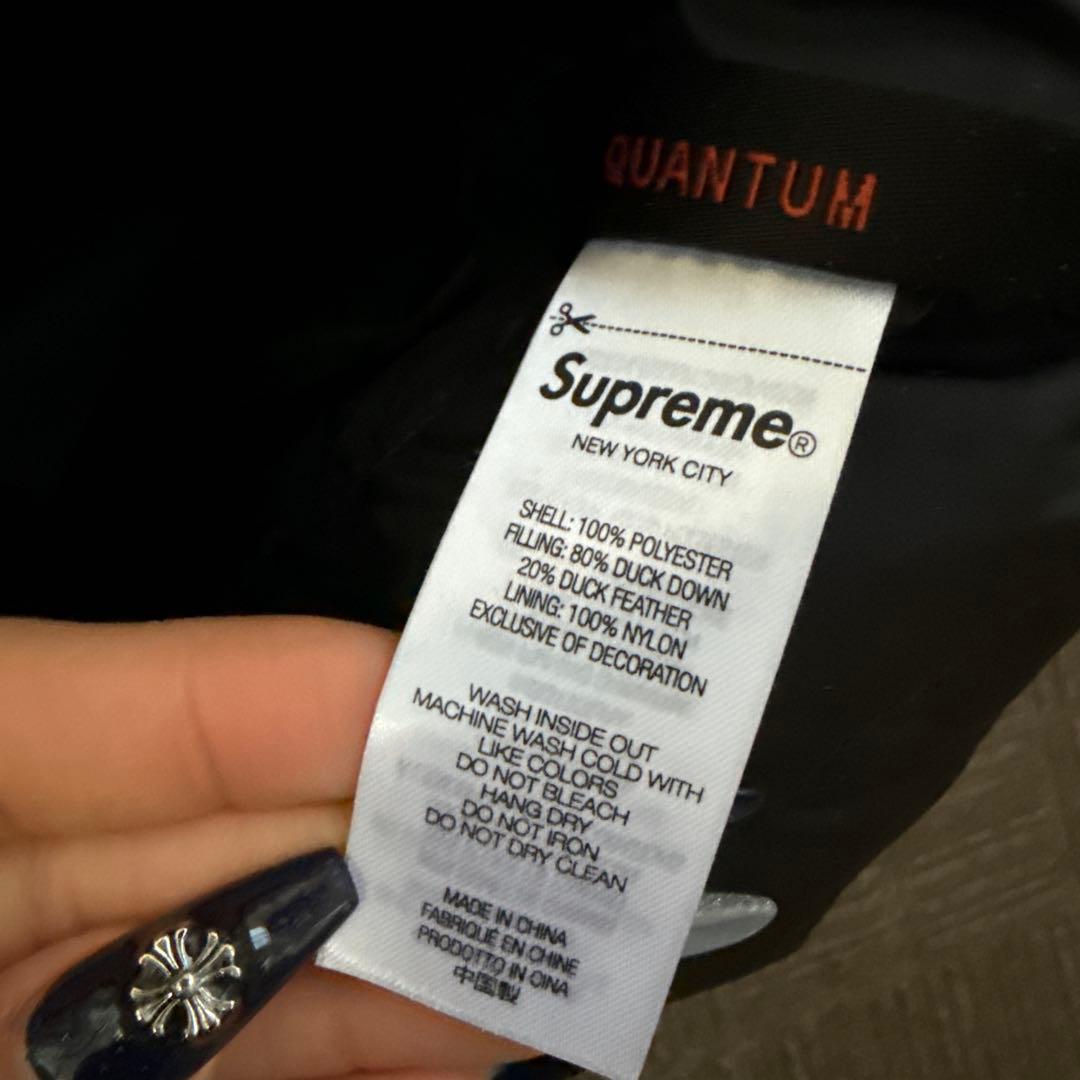 QUANTUM
Supreme®
NEW YORK CITY
SHELL: 100% POLYESTER
FILLING: 80% DUCK DOWN
20% DUCK FEATHER
LINING: 100% NYLON
EXCLUSIVE OF DECORATION
WASH INSIDE OUT
MACHINE WASH COLD WITH
LIKE COLORS
DO NOT BLEACH
HANG DRY
DO NOT IRON
DO NOT DRY CLEAN
MADE IN CHINA
FABRIQUÉ EN CHINE
PRODOTTO IN CINA
中国製